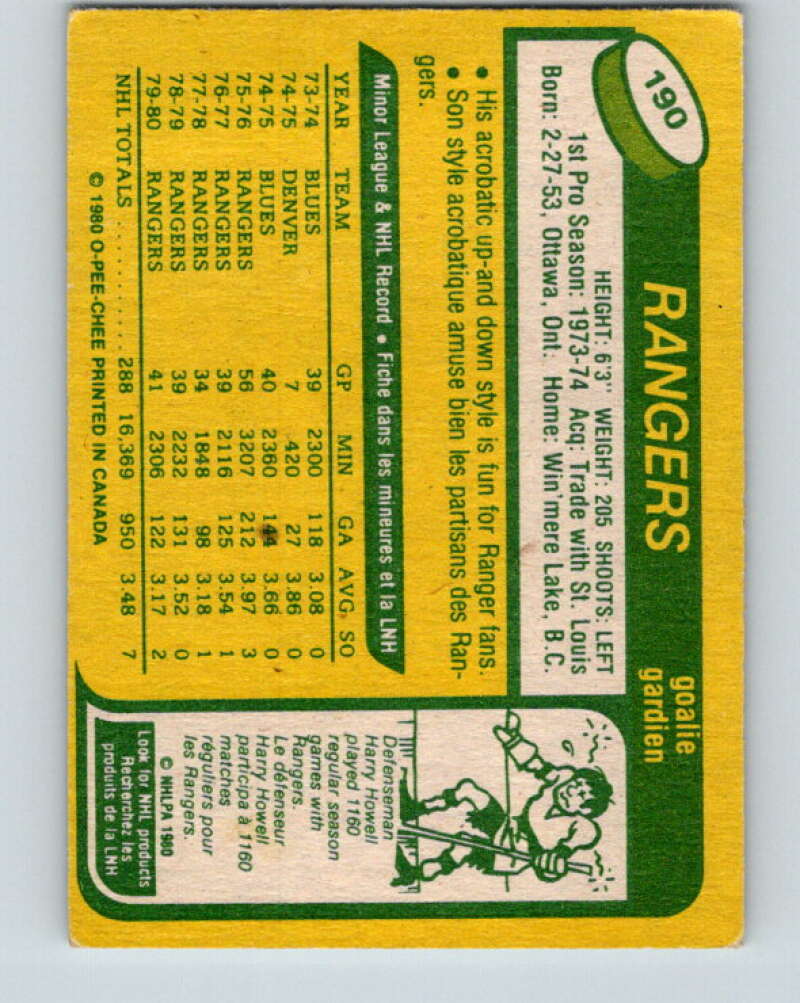 190
RANGERS
goalie
gardien
HEIGHT: 6'3" WEIGHT: 205 SHOOTS: LEFT
1st Pro Season: 1973-74 Acq: Trade with St. Louis
Born: 2-27-53, Ottawa, Ont. Home: Win'mere Lake, B.C.
• His acrobatic up-and down style is fun for Ranger fans.
• Son style acrobatique amuse bien les partisans des Ran-
gers.
Minor League & NHL Record • Fiche dans les mineures et la LNH
YEAR TEAM GP MIN GA AVG. SO
73-74 BLUES 39 2300 118 3.08 0
74-75 DENVER 7 420 27 3.86 0
74-75 BLUES 40 2360 144 3.66 0
75-76 RANGERS 56 3207 212 3.97 3
76-77 RANGERS 39 2116 125 3.54 1
77-78 RANGERS 34 1848 98 3.18 1
78-79 RANGERS 39 2232 131 3.52 0
79-80 RANGERS 41 2306 122 3.17 2
NHL TOTALS .......... 288 16,369 950 3.48 7
© 1980 O-PEE-CHEE PRINTED IN CANADA
Defenseman
Harry Howell
played 1160
regular season
games with
Rangers.
Le défenseur
Harry Howell
participa à 1160
matches
réguliers pour
les Rangers.
© NHLPA 1980
Look for NHL products
Recherchez les
produits de la LNH